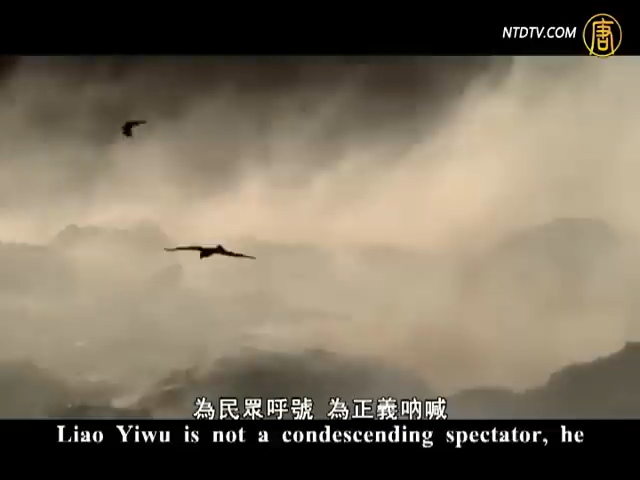 NTDTV.COM 唐
為民眾呼號 為正義吶喊
Liao Yiwu is not a condescending spectator, he